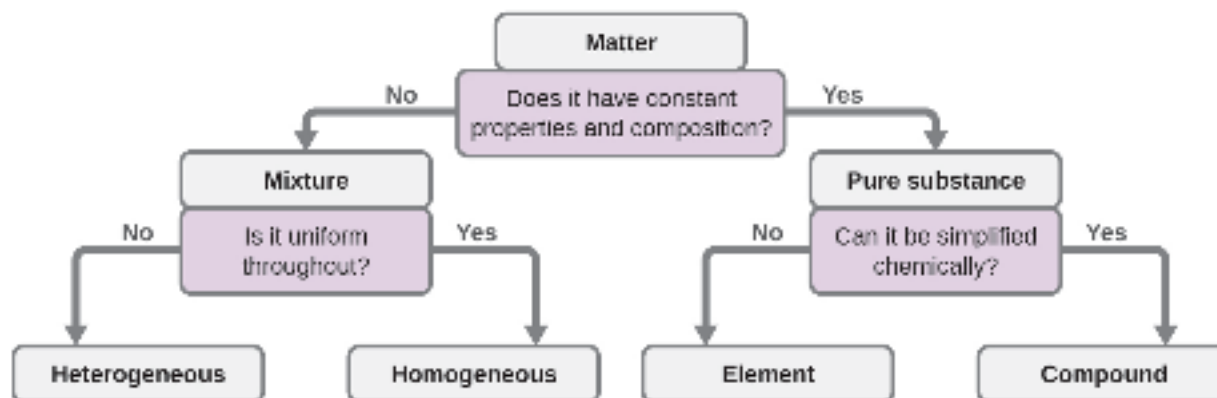 Matter
No
Does it have constant
properties and composition?
Yes
Mixture
Pure substance
No
Is it uniform
throughout?
Yes
No
Can it be simplified
chemically?
Yes
Heterogeneous
Homogeneous
Element
Compound